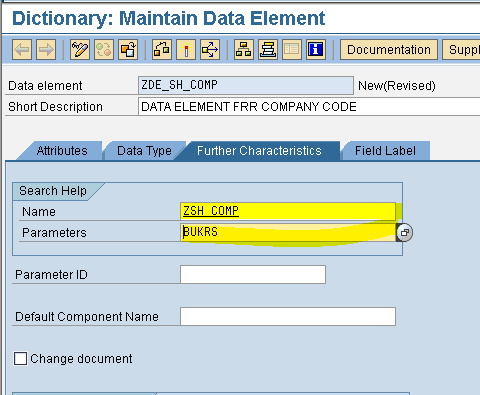 Dictionary: Maintain Data Element
Documentation Suppl
Data element ZDE_SH_COMP New(Revised)
Short Description DATA ELEMENT FRR COMPANY CODE
Attributes Data Type Further Characteristics Field Label
Search Help
Name ZSH_COMP
Parameters BUKRS
Parameter ID
Default Component Name
Change document